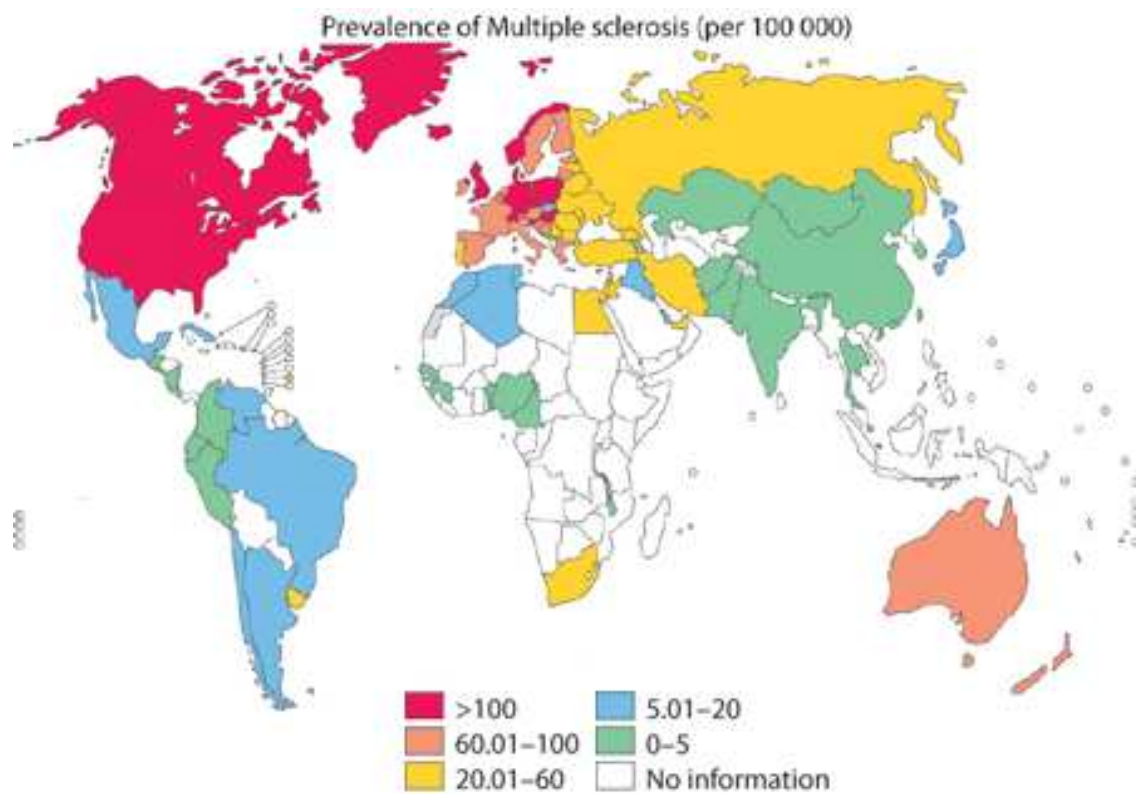 Prevalence of Multiple sclerosis (per 100 000)
>100
60.01–100
20.01–60
5.01–20
0–5
No information